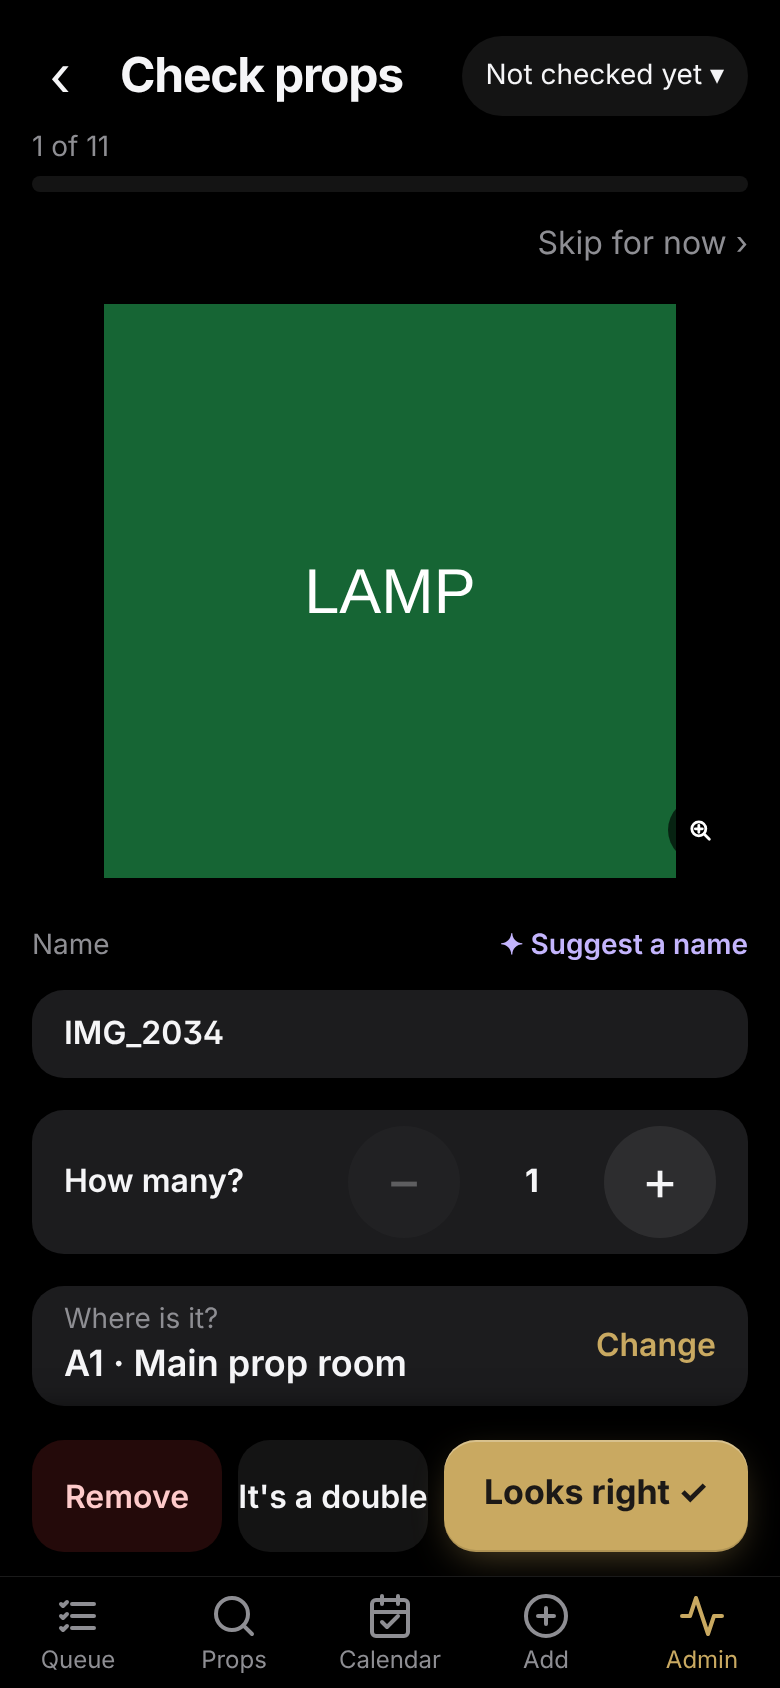 ‹ Check props Not checked yet ▾
1 of 11
Skip for now ›
LAMP
Name ✦ Suggest a name
IMG_2034
How many? − 1 +
Where is it?
A1 · Main prop room
Change
Remove It's a double Looks right ✓
Queue Props Calendar Add Admin